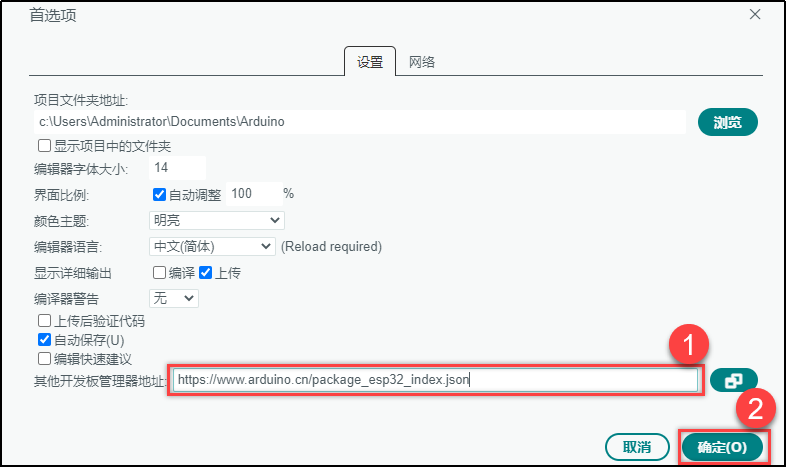 首选项
设置 网络
项目文件夹地址:
c:\Users\Administrator\Documents\Arduino 浏览
显示项目中的文件夹
编辑器字体大小: 14
界面比例: 自动调整 100 %
颜色主题: 明亮
编辑器语言: 中文(简体) (Reload required)
显示详细输出 编译 上传
编译器警告 无
上传后验证代码
自动保存(U)
编辑快速建议
1
其他开发板管理器地址: https://www.arduino.cn/package_esp32_index.json
2
取消 确定(O)